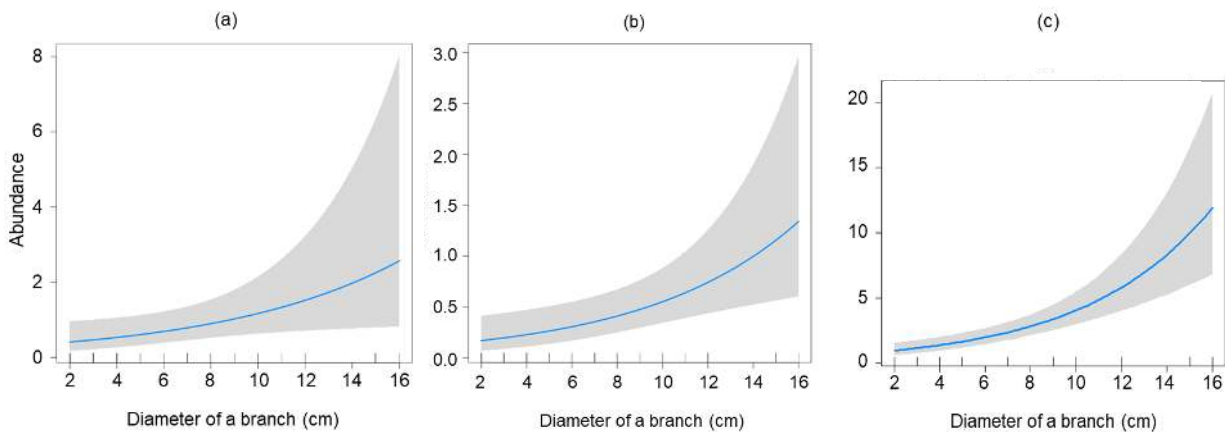 (a) (b) (c)
Abundance
8
6
4
2
0
2 4 6 8 10 12 14 16
Diameter of a branch (cm)
3.0
2.5
2.0
1.5
1.0
0.5
0.0
2 4 6 8 10 12 14 16
Diameter of a branch (cm)
20
15
10
5
0
2 4 6 8 10 12 14 16
Diameter of a branch (cm)